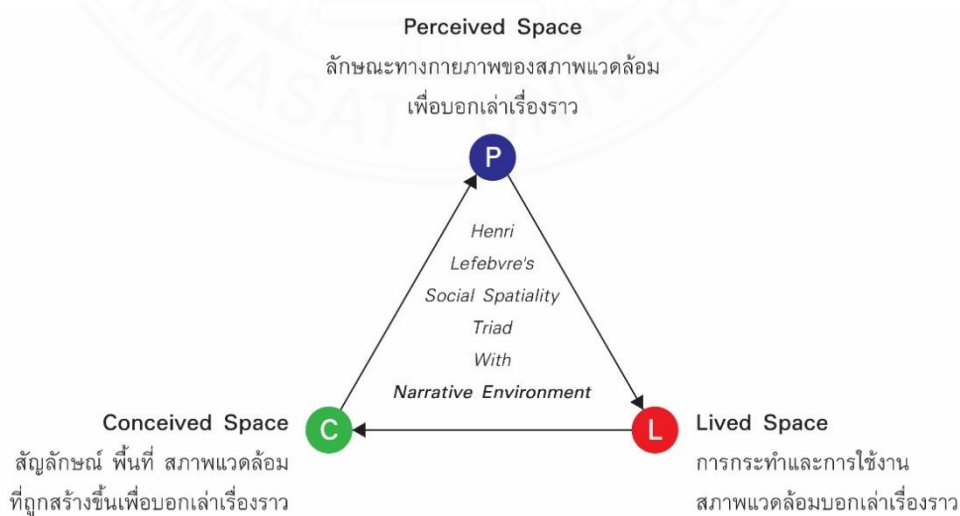 Perceived Space
ลักษณะทางกายภาพของสภาพแวดล้อม
เพื่อบอกเล่าเรื่องราว
P
Henri
Lefebvre's
Social Spatiality
Triad
With
Narrative Environment
Conceived Space
สัญลักษณ์ พื้นที่ สภาพแวดล้อม
ที่ถูกสร้างขึ้นเพื่อบอกเล่าเรื่องราว
C
L
Lived Space
การกระทำและการใช้งาน
สภาพแวดล้อมบอกเล่าเรื่องราว